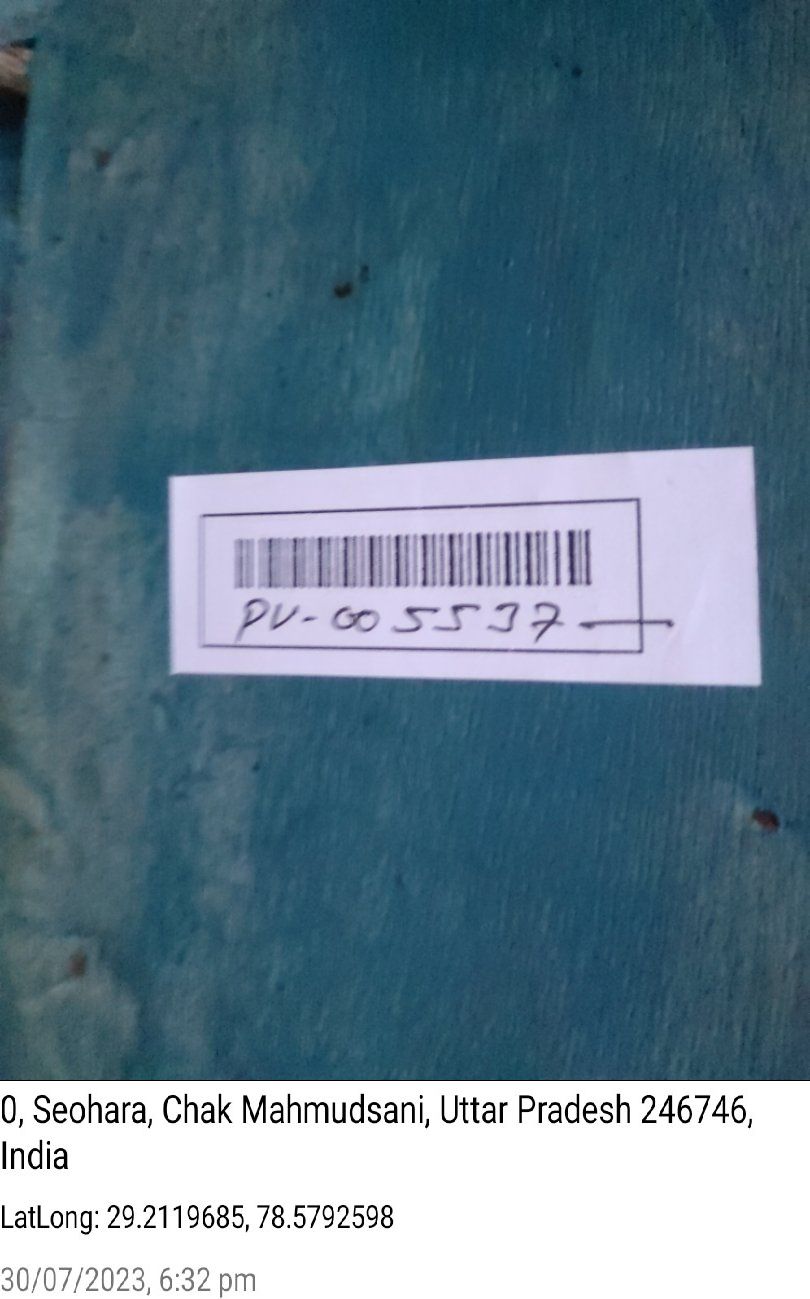 PV-005537
0, Seohara, Chak Mahmudsani, Uttar Pradesh 246746,
India
LatLong: 29.2119685, 78.5792598
30/07/2023, 6:32 pm